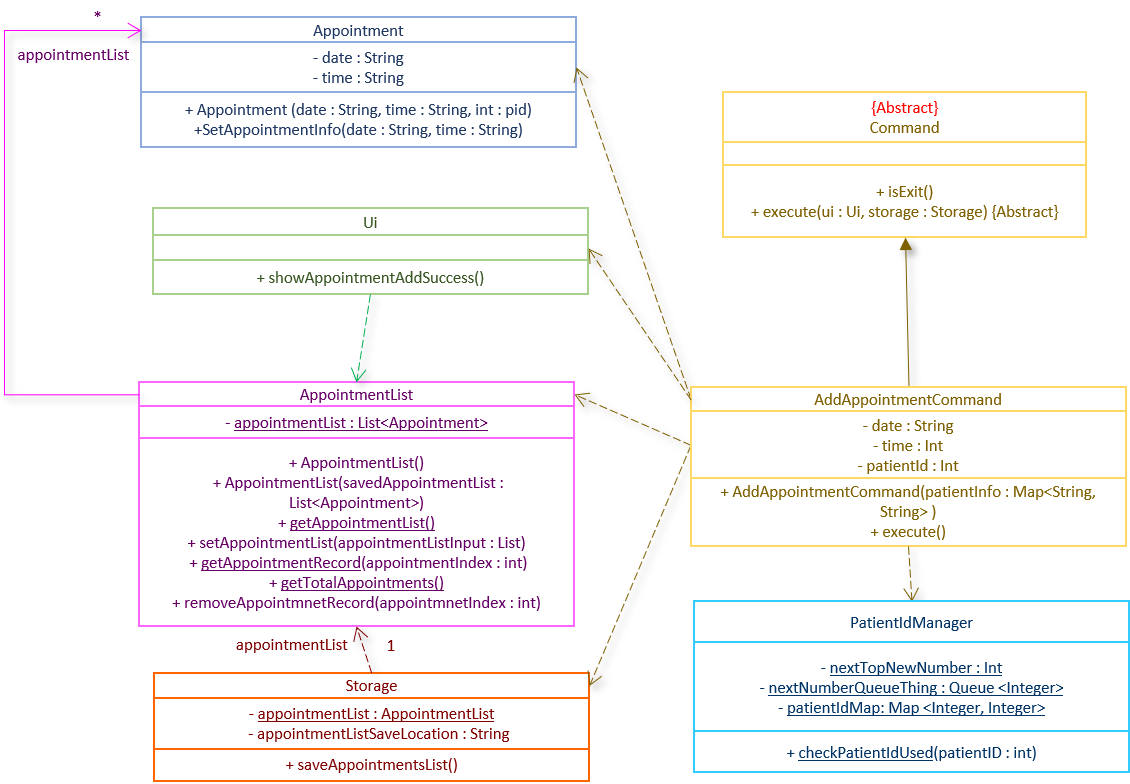 *
appointmentList
Appointment
- date : String
- time : String
+ Appointment (date : String, time : String, int : pid)
+SetAppointmentInfo(date : String, time : String)
{Abstract}
Command
+ isExit()
+ execute(ui : Ui, storage : Storage) {Abstract}
Ui
+ showAppointmentAddSuccess()
AppointmentList
- appointmentList : List<Appointment>
+ AppointmentList()
+ AppointmentList(savedAppointmentList :
List<Appointment>)
+ getAppointmentList()
+ setAppointmentList(appointmentListInput : List)
+ getAppointmentRecord(appointmentIndex : int)
+ getTotalAppointments()
+ removeAppointmnetRecord(appointmnetIndex : int)
AddAppointmentCommand
- date : String
- time : Int
- patientId : Int
+ AddAppointmentCommand(patientInfo : Map<String,
String> )
+ execute()
appointmentList 1
Storage
- appointmentList : AppointmentList
- appointmentListSaveLocation : String
+ saveAppointmentsList()
PatientIdManager
- nextTopNewNumber : Int
- nextNumberQueueThing : Queue <Integer>
- patientIdMap: Map <Integer, Integer>
+ checkPatientIdUsed(patientID : int)